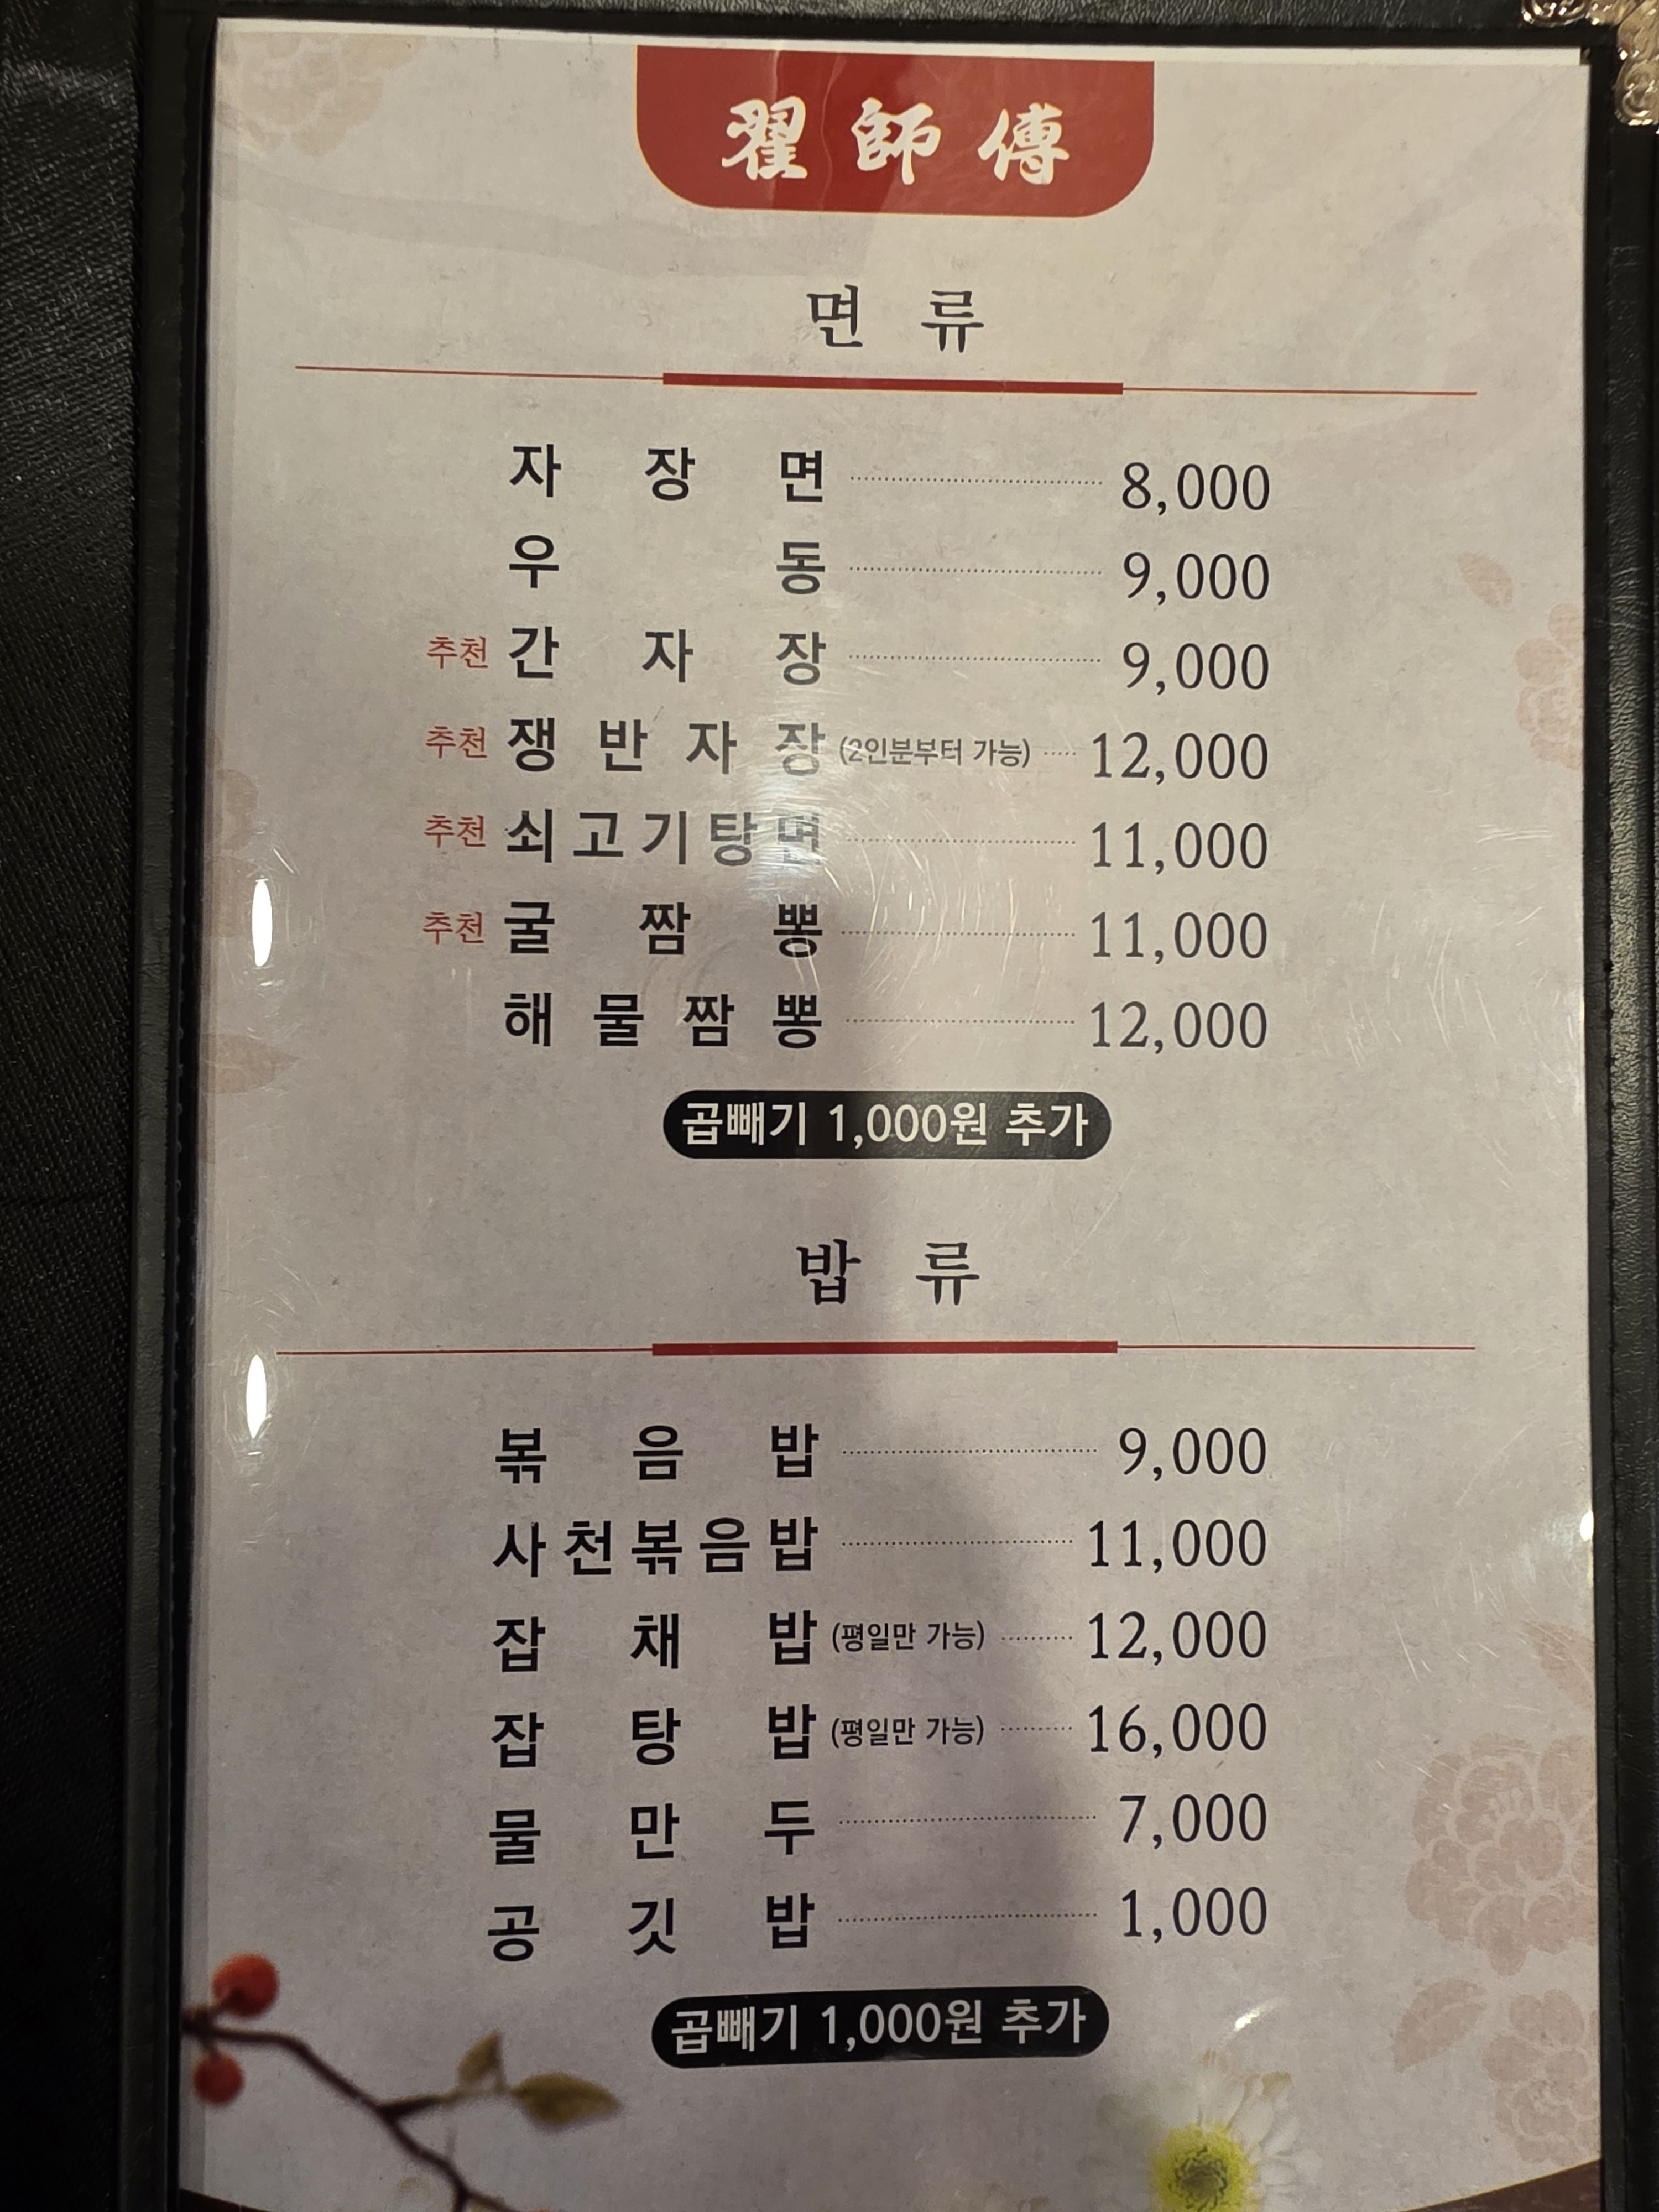 翟師傅
면류
자장면 8,000
우동 9,000
추천 간자장 9,000
추천 쟁반자장 (2인분부터 가능) 12,000
추천 쇠고기탕면 11,000
추천 굴짬뽕 11,000
해물짬뽕 12,000
곱빼기 1,000원 추가
밥류
볶음밥 9,000
사천볶음밥 11,000
잡채밥 (평일만 가능) 12,000
잡탕밥 (평일만 가능) 16,000
물만두 7,000
공깃밥 1,000
곱빼기 1,000원 추가